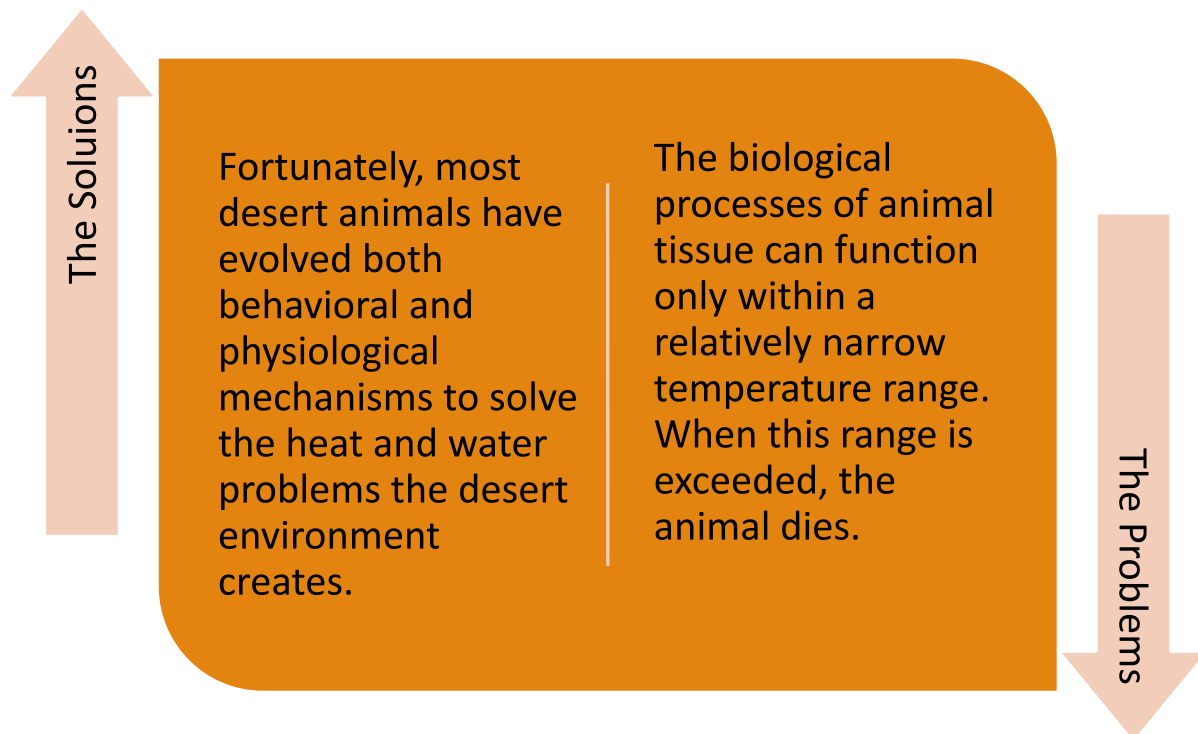 The Soluions
Fortunately, most
desert animals have
evolved both
behavioral and
physiological
mechanisms to solve
the heat and water
problems the desert
environment
creates.
The biological
processes of animal
tissue can function
only within a
relatively narrow
temperature range.
When this range is
exceeded, the
animal dies.
The Problems